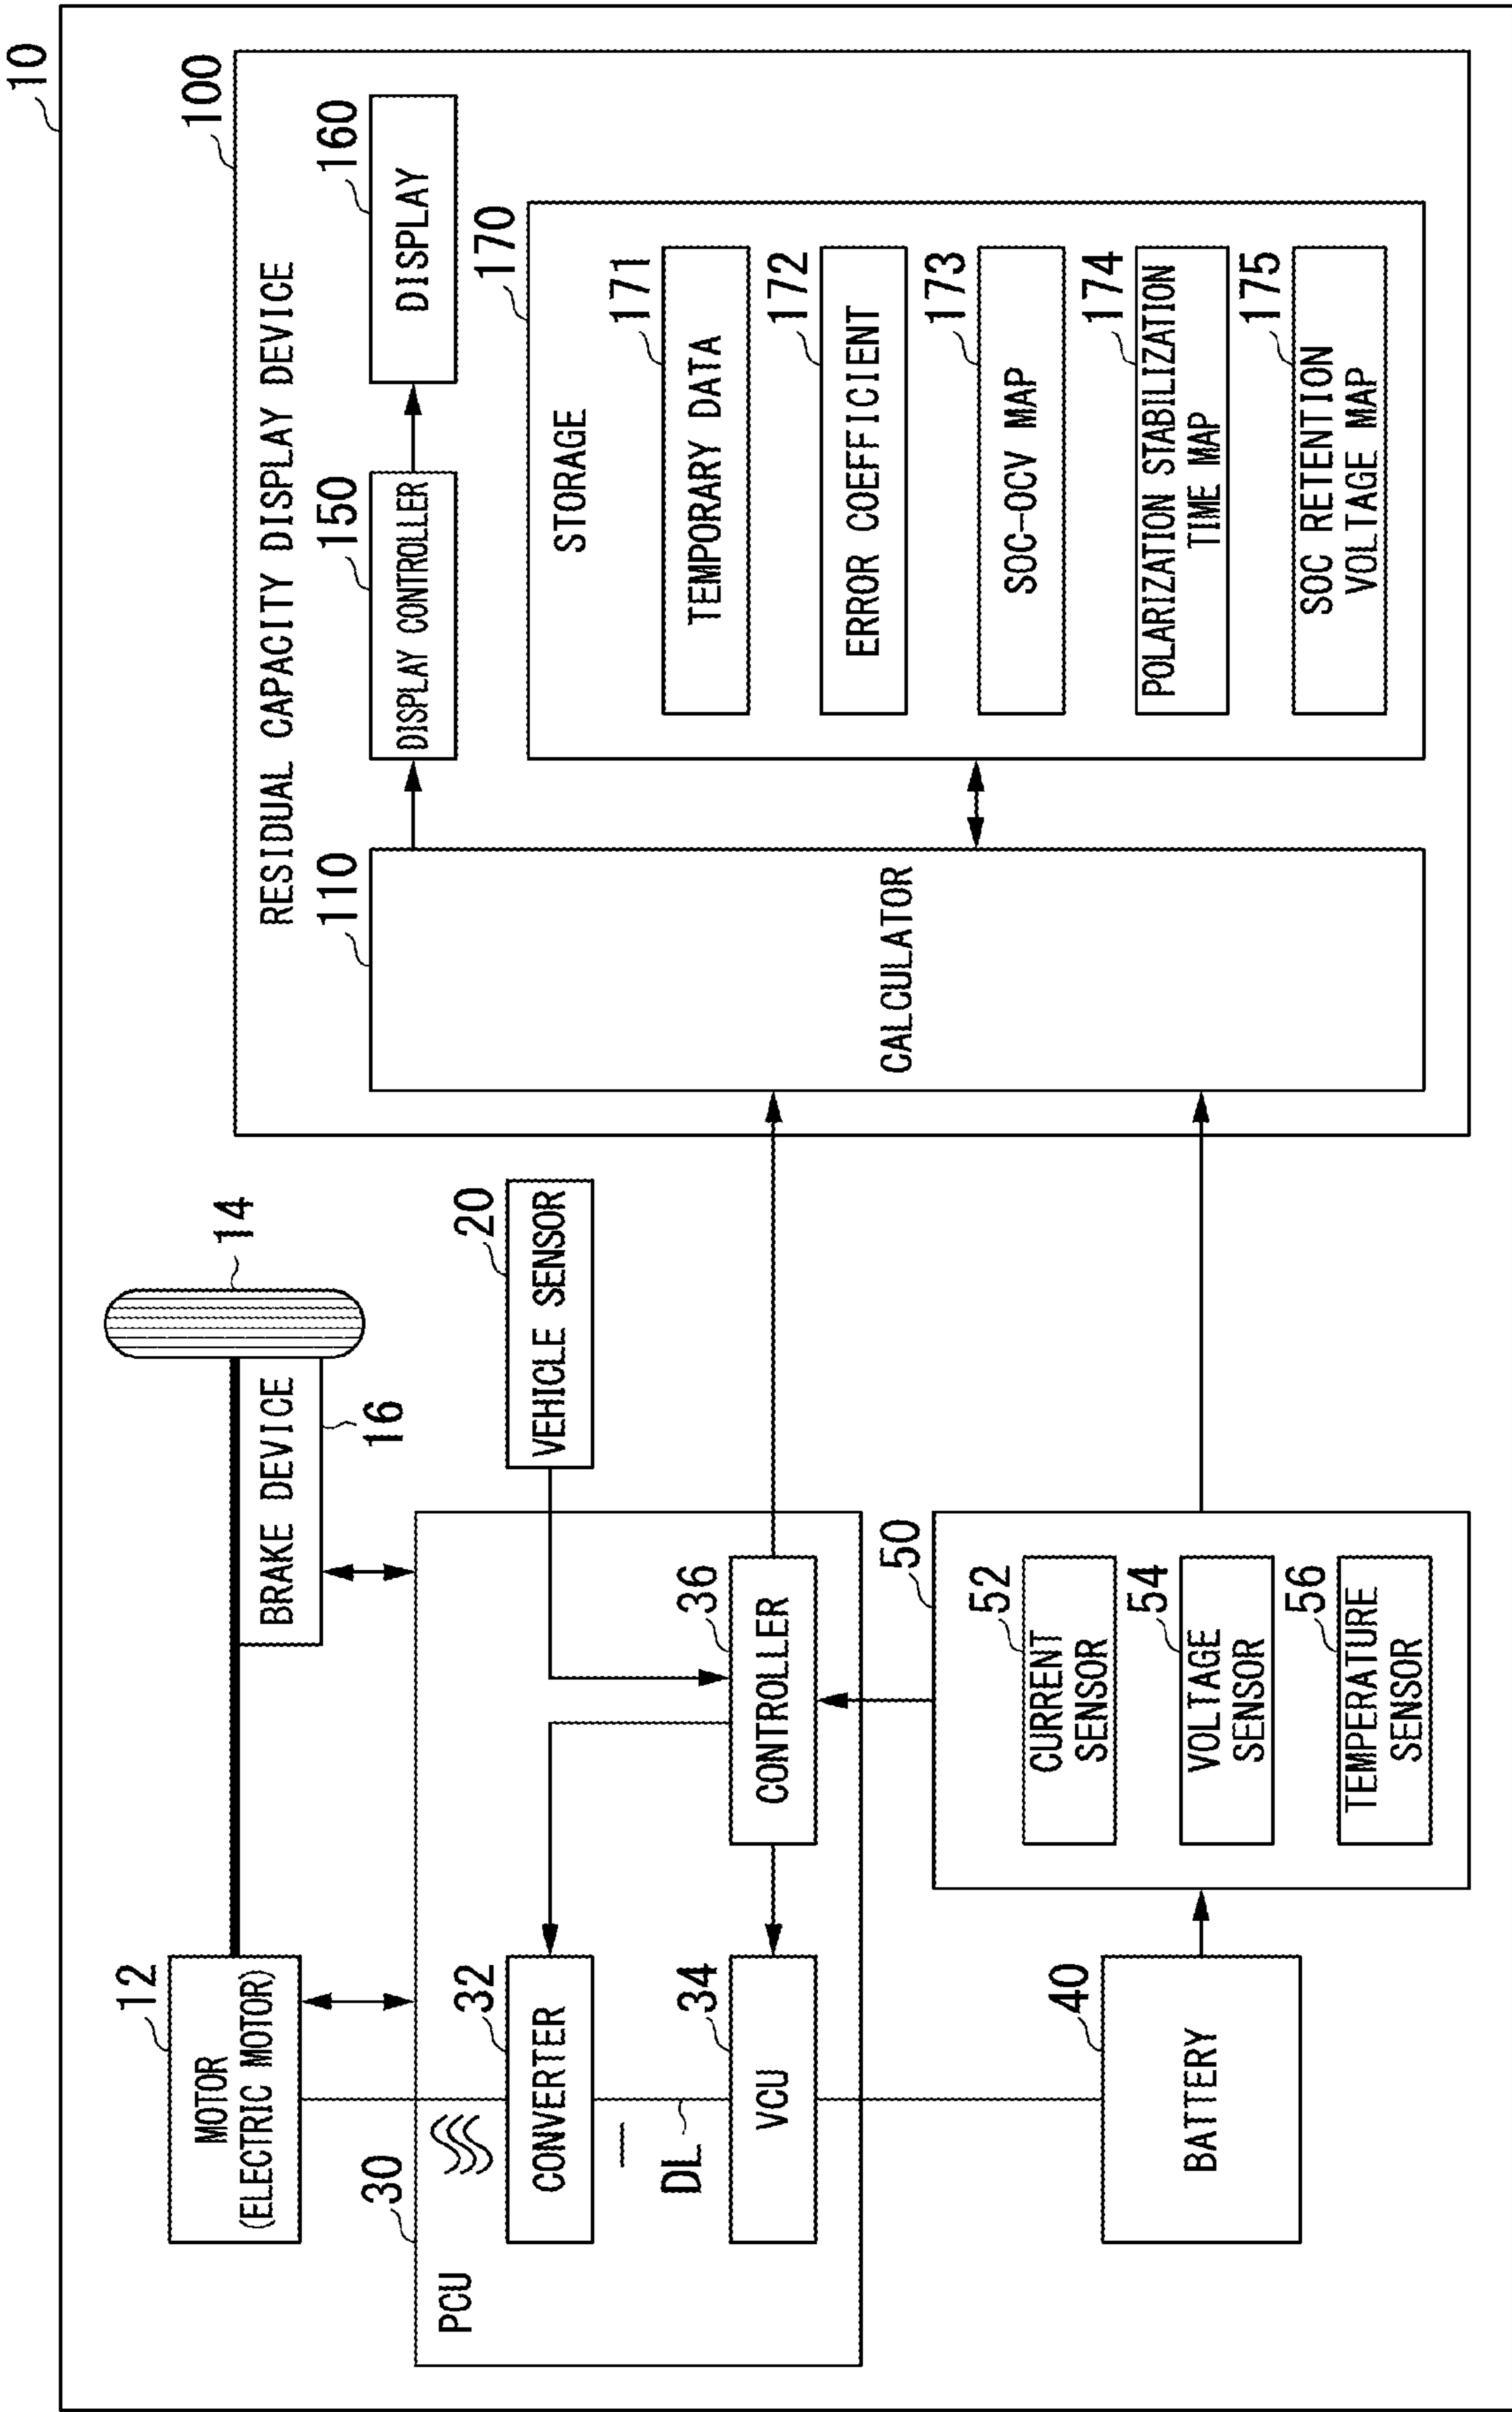 10
12
MOTOR
(ELECTRIC MOTOR)
14
BRAKE DEVICE
16
20
VEHICLE SENSOR
30
PCU
32
CONVERTER
DL
34
VCU
36
CONTROLLER
40
BATTERY
50
52
CURRENT
SENSOR
54
VOLTAGE
SENSOR
56
TEMPERATURE
SENSOR
100
RESIDUAL CAPACITY DISPLAY DEVICE
110
CALCULATOR
150
DISPLAY CONTROLLER
160
DISPLAY
170
STORAGE
171
TEMPORARY DATA
172
ERROR COEFFICIENT
173
SOC-OCV MAP
174
POLARIZATION STABILIZATION
TIME MAP
175
SOC RETENTION
VOLTAGE MAP